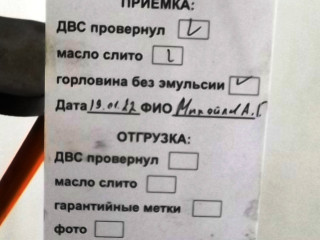 ПРИЕМКА:
ДВС провернул
масло слито
горловина без эмульсии
Дата 19.01.22 ФИО Михайлов А.Г.
ОТГРУЗКА:
ДВС провернул
масло слито
гарантийные метки
фото